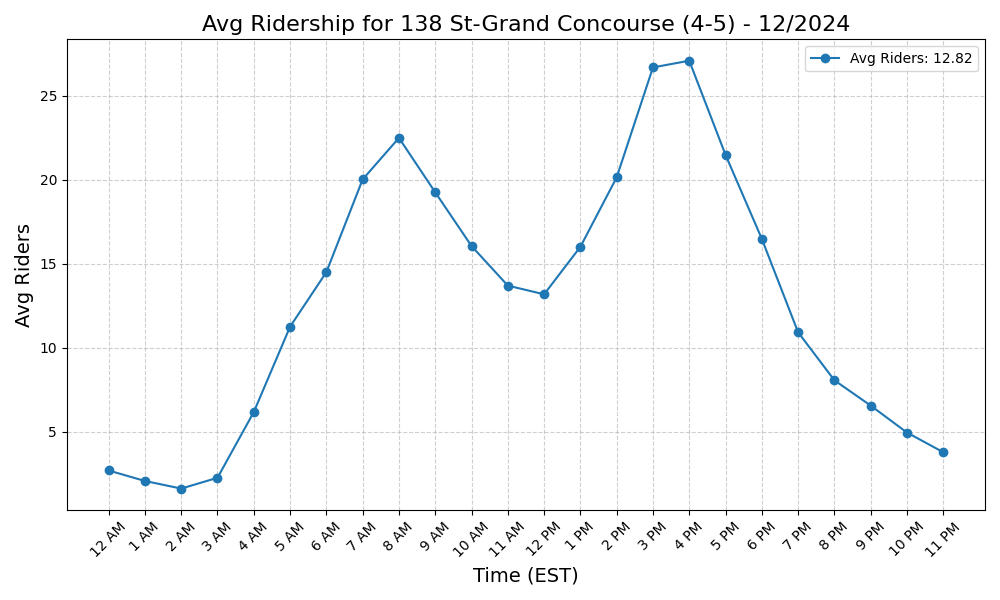 Avg Ridership for 138 St-Grand Concourse (4-5) - 12/2024
Avg Riders: 12.82
Avg Riders
25
20
15
10
5
12 AM
1 AM
2 AM
3 AM
4 AM
5 AM
6 AM
7 AM
8 AM
9 AM
10 AM
11 AM
12 PM
1 PM
2 PM
3 PM
4 PM
5 PM
6 PM
7 PM
8 PM
9 PM
10 PM
11 PM
Time (EST)